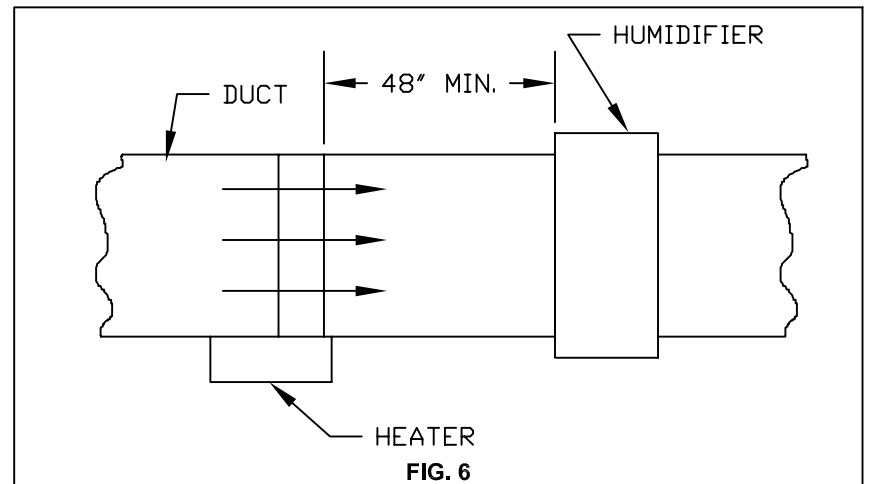 HUMIDIFIER
DUCT
48" MIN.
HEATER
FIG. 6